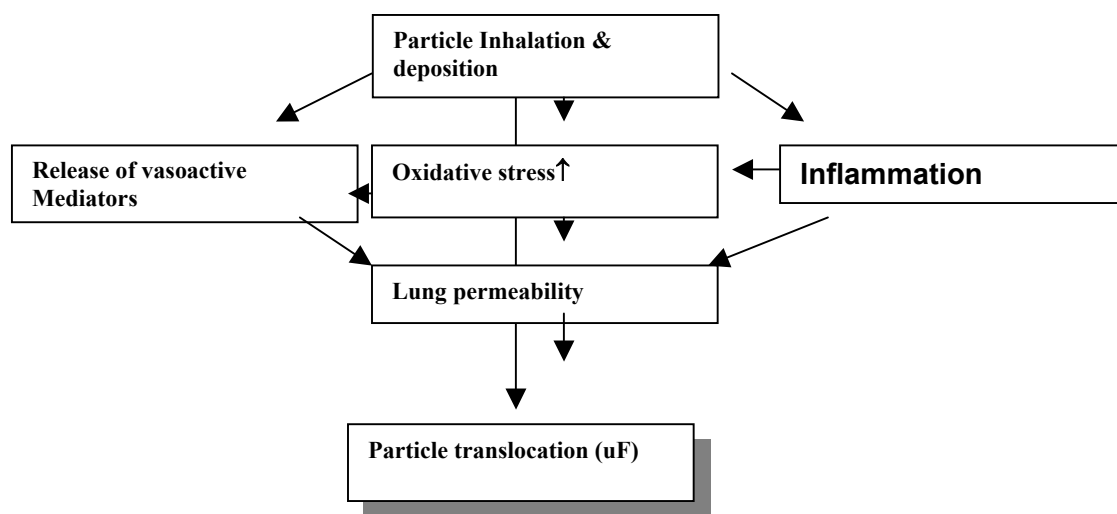 Particle Inhalation &
deposition
Release of vasoactive
Mediators
Oxidative stress↑
Inflammation
Lung permeability
Particle translocation (uF)